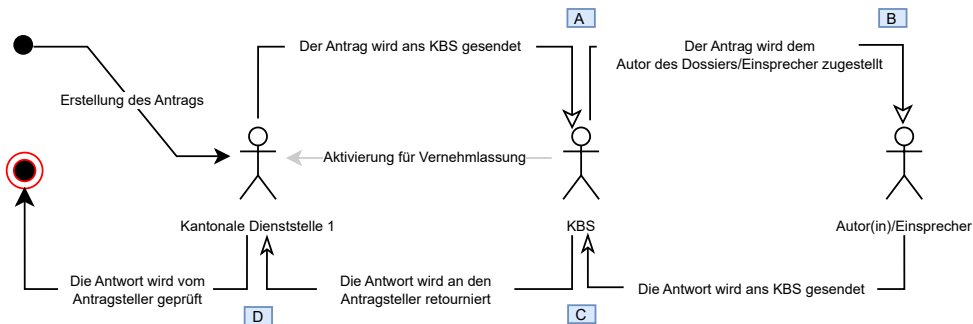 A
B
Der Antrag wird ans KBS gesendet
Der Antrag wird dem
Autor des Dossiers/Einsprecher zugestellt
Erstellung des Antrags
Aktivierung für Vernehmlassung
Kantonale Dienststelle 1
KBS
Autor(in)/Einsprecher
Die Antwort wird vom
Antragsteller geprüft
Die Antwort wird an den
Antragsteller retourniert
Die Antwort wird ans KBS gesendet
D
C